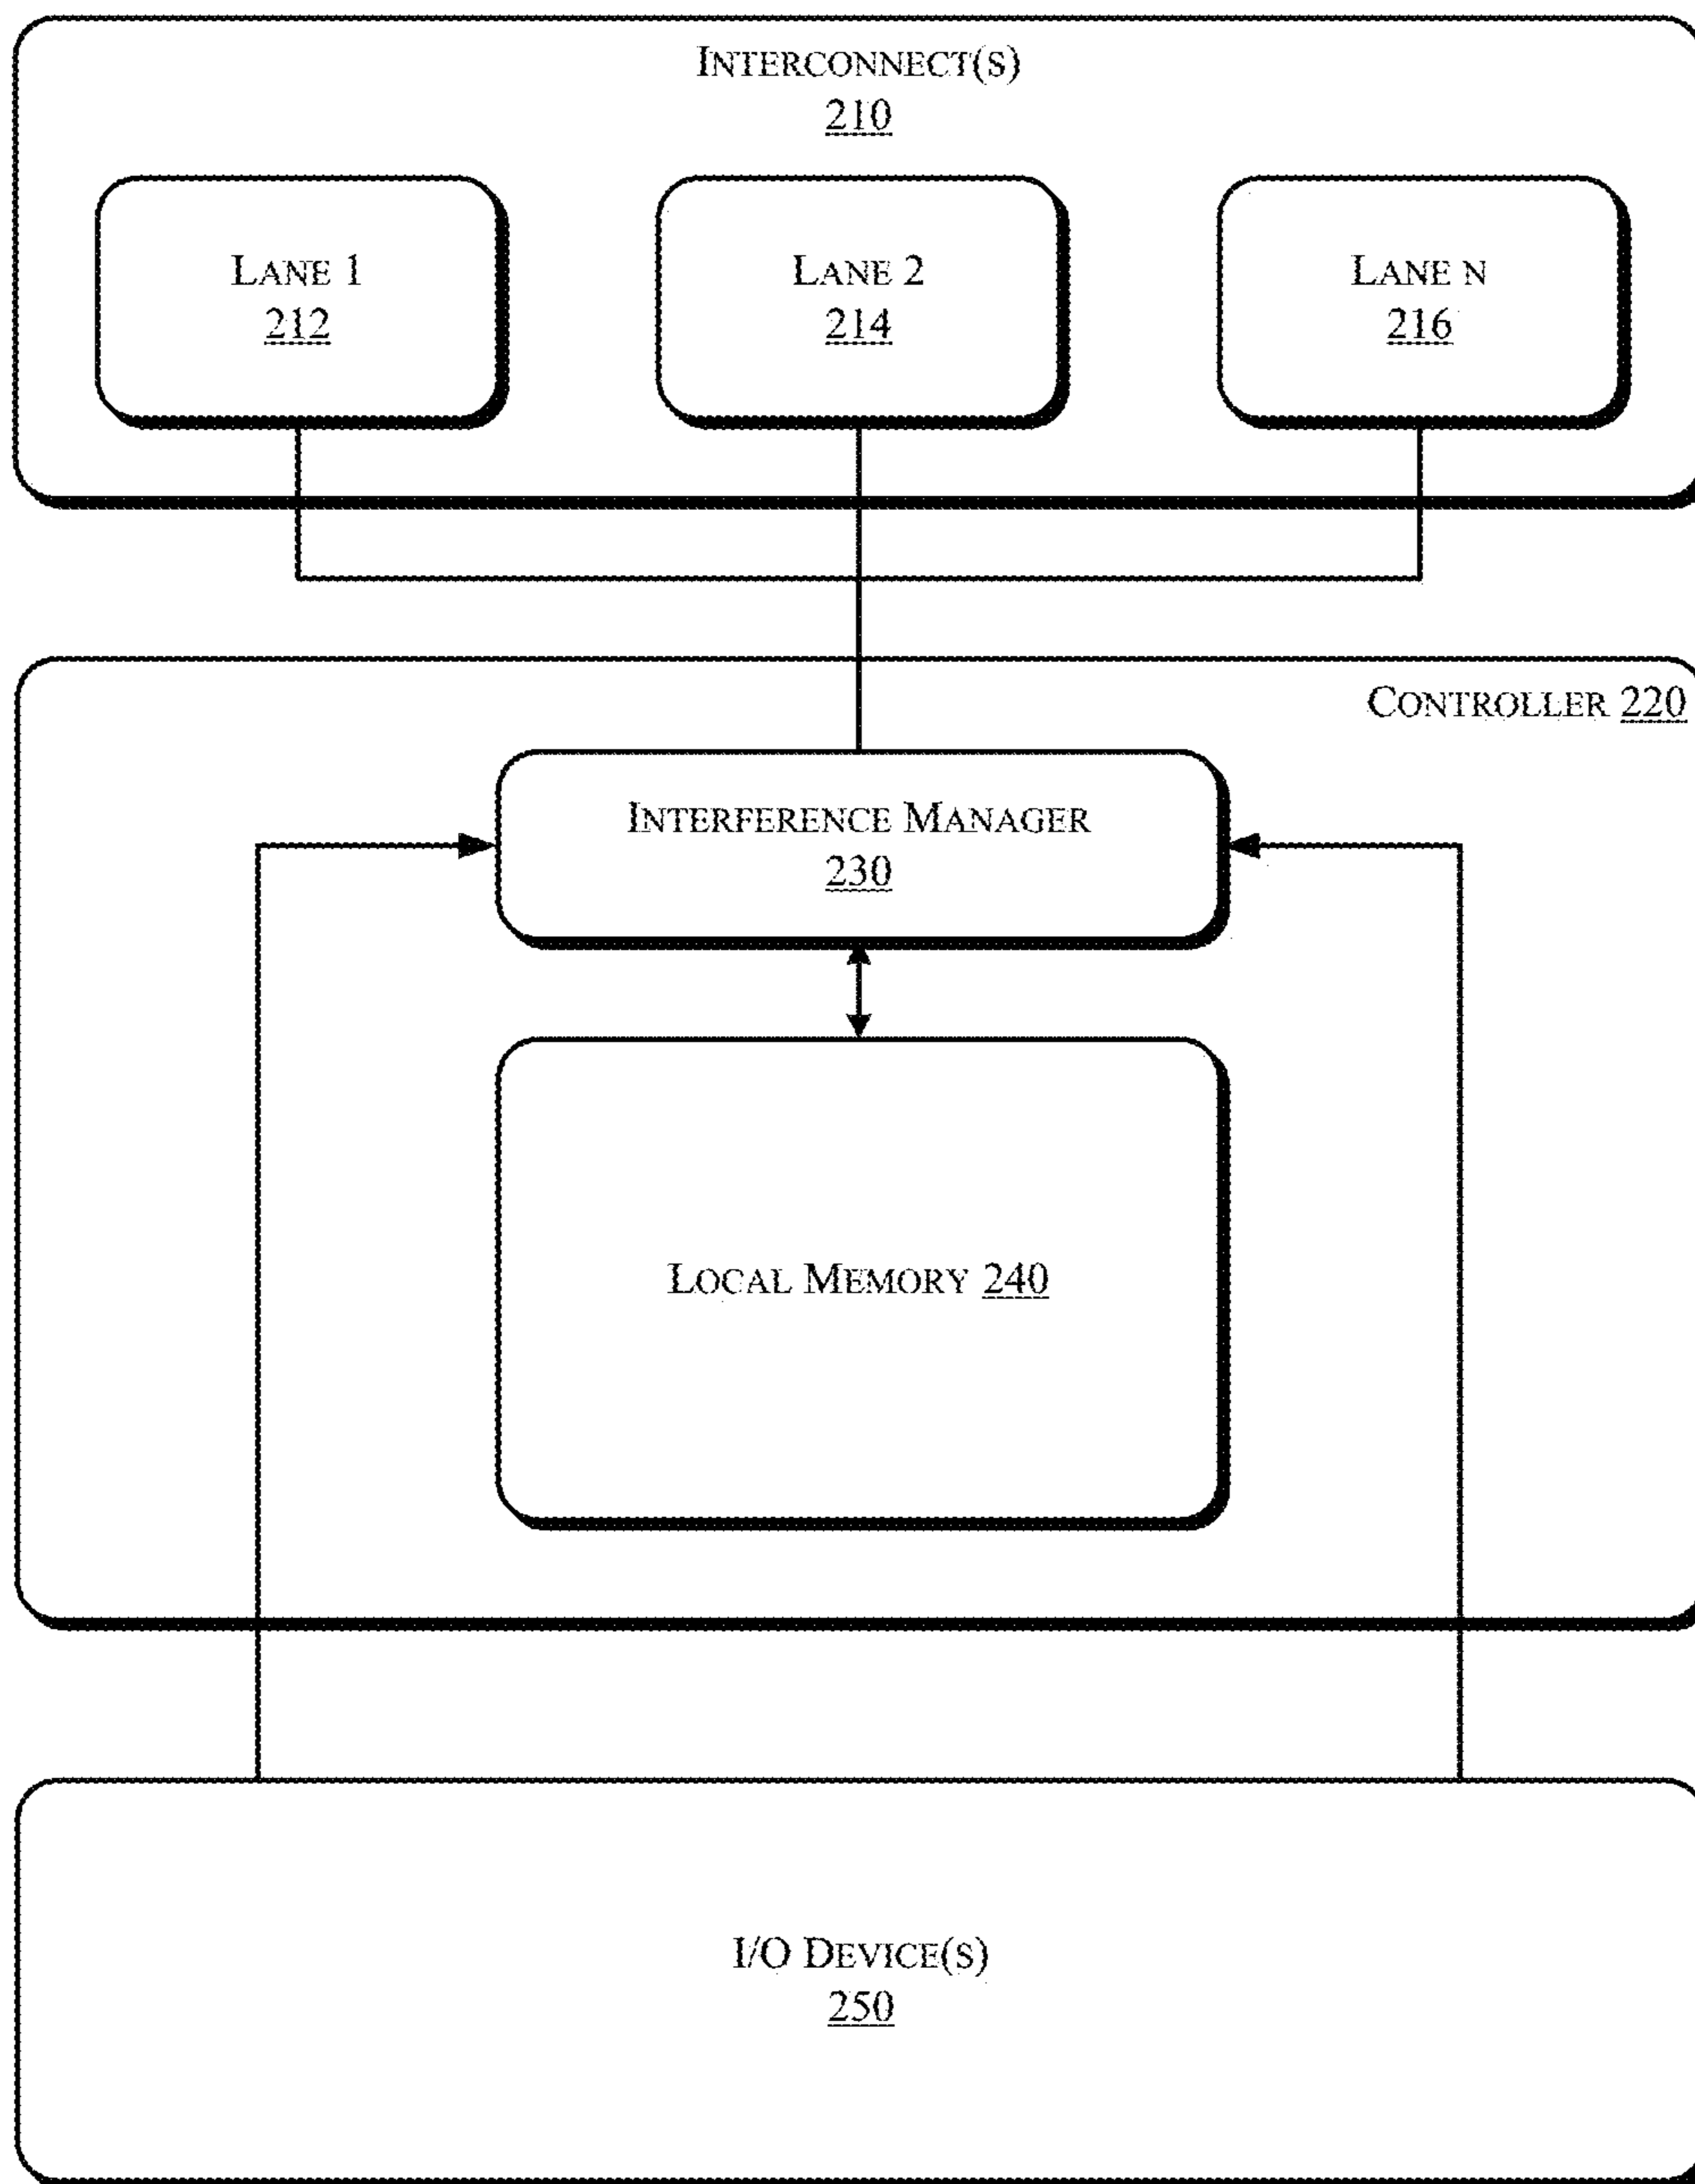 INTERCONNECT(S)
210
LANE 1
212
LANE 2
214
LANE N
216
CONTROLLER 220
INTERFERENCE MANAGER
230
LOCAL MEMORY 240
I/O DEVICE(S)
250